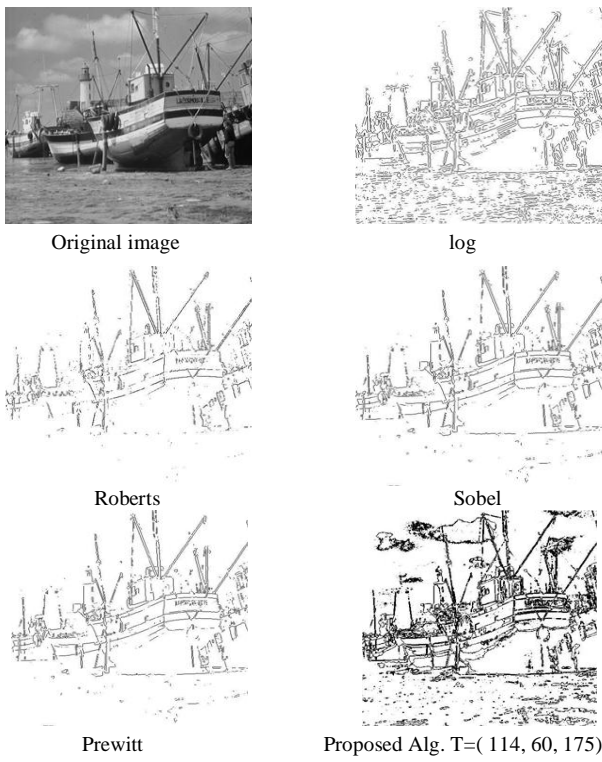 Original image
log
Roberts
Sobel
Prewitt
Proposed Alg. T=( 114, 60, 175)